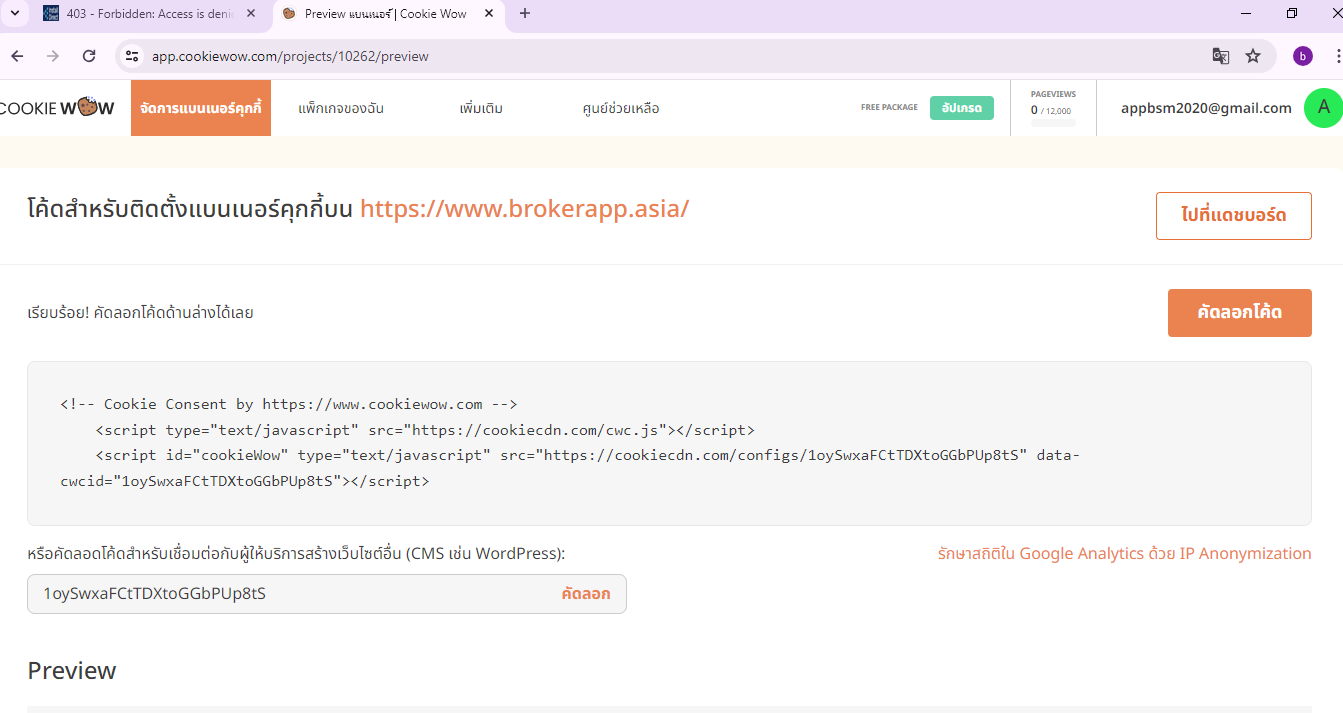 403 - Forbidden: Access is deni
Preview แบนเนอร์ | Cookie Wow
app.cookiewow.com/projects/10262/preview
b
COOKIE WOW
จัดการแบนเนอร์คุกกี้
แพ็กเกจของฉัน
เพิ่มเติม
ศูนย์ช่วยเหลือ
FREE PACKAGE
อัปเกรด
PAGEVIEWS
0 / 12,000
appbsm2020@gmail.com
A
โค้ดสำหรับติดตั้งแบนเนอร์คุกกี้บน https://www.brokerapp.asia/
ไปที่แดชบอร์ด
เรียบร้อย! คัดลอกโค้ดด้านล่างได้เลย
คัดลอกโค้ด
<!-- Cookie Consent by https://www.cookiewow.com -->
<script type="text/javascript" src="https://cookiecdn.com/cwc.js"></script>
<script id="cookieWow" type="text/javascript" src="https://cookiecdn.com/configs/1oySwxaFCtTDXtoGGbPUp8tS" data-
cwcid="1oySwxaFCtTDXtoGGbPUp8tS"></script>
หรือคัดลอดโค้ดสำหรับเชื่อมต่อกับผู้ให้บริการสร้างเว็บไซต์อื่น (CMS เช่น WordPress):
รักษาสถิติใน Google Analytics ด้วย IP Anonymization
1oySwxaFCtTDXtoGGbPUp8tS
คัดลอก
Preview